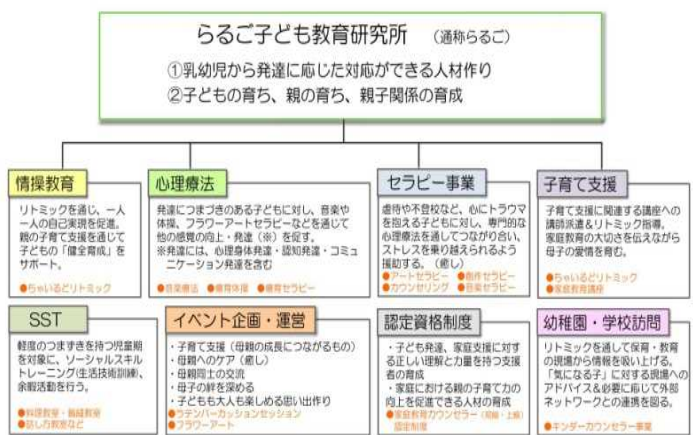 らるご子ども教育研究所 （通称らるご）
①乳幼児から発達に応じた対応ができる人材作り
②子どもの育ち、親の育ち、親子関係の育成
情操教育
リトミックを通じ、一人
一人の自己実現を促進。
親の子育て支援を通じて
子どもの「健全育成」を
サポート。
●ちゃいるどリトミック
心理療法
発達につまづきのある子どもに対し、音楽や
体操、フラワーアートセラピーなどを通じて
他の感覚の向上・発達（※）を促す。
※発達には、心理身体発達・認知発達・コミュ
ニケーション発達を含む
●音楽療法 ●療育体操 ●療育セラピー
セラピー事業
虐待や不登校など、心にトラウマ
を抱える子どもに対し、専門的な
心理療法を通してつながり合い、
ストレスを乗り越えられるよう
援助する。（癒し）
●アートセラピー ●創作セラピー
●カウンセリング ●音楽セラピー
子育て支援
子育て支援に関連する講座への
講師派遣＆リトミック指導。
家庭教育の大切さを伝えながら
母子の愛情を育む。
●ちゃいるどリトミック
●家庭教育講座
SST
軽度のつまずきを持つ児童期
を対象に、ソーシャルスキル
トレーニング(生活技術訓練)、
余暇活動を行う。
●料理教室・裁縫教室
●話し方教室など
イベント企画・運営
・子育て支援（母親の成長につながるもの）
・母親へのケア（癒し）
・母親同士の交流
・母子の絆を深める
・子どもも大人も楽しめる思い出作り
●ラテンパーカッションセッション
●フラワーアート
認定資格制度
・子ども発達、家庭支援に対す
る正しい理解と力量を持つ支援
者の育成
・家庭における親の子育て力の
向上を促進できる人材の育成
●家庭教育カウンセラー（初級・上級）
認定制度
幼稚園・学校訪問
リトミックを通して保育・教育
の現場から情報を吸い上げる。
「気になる子」に対する現場への
アドバイス＆必要に応じて外部
ネットワークとの連携を図る。
●キンダーカウンセラー事業